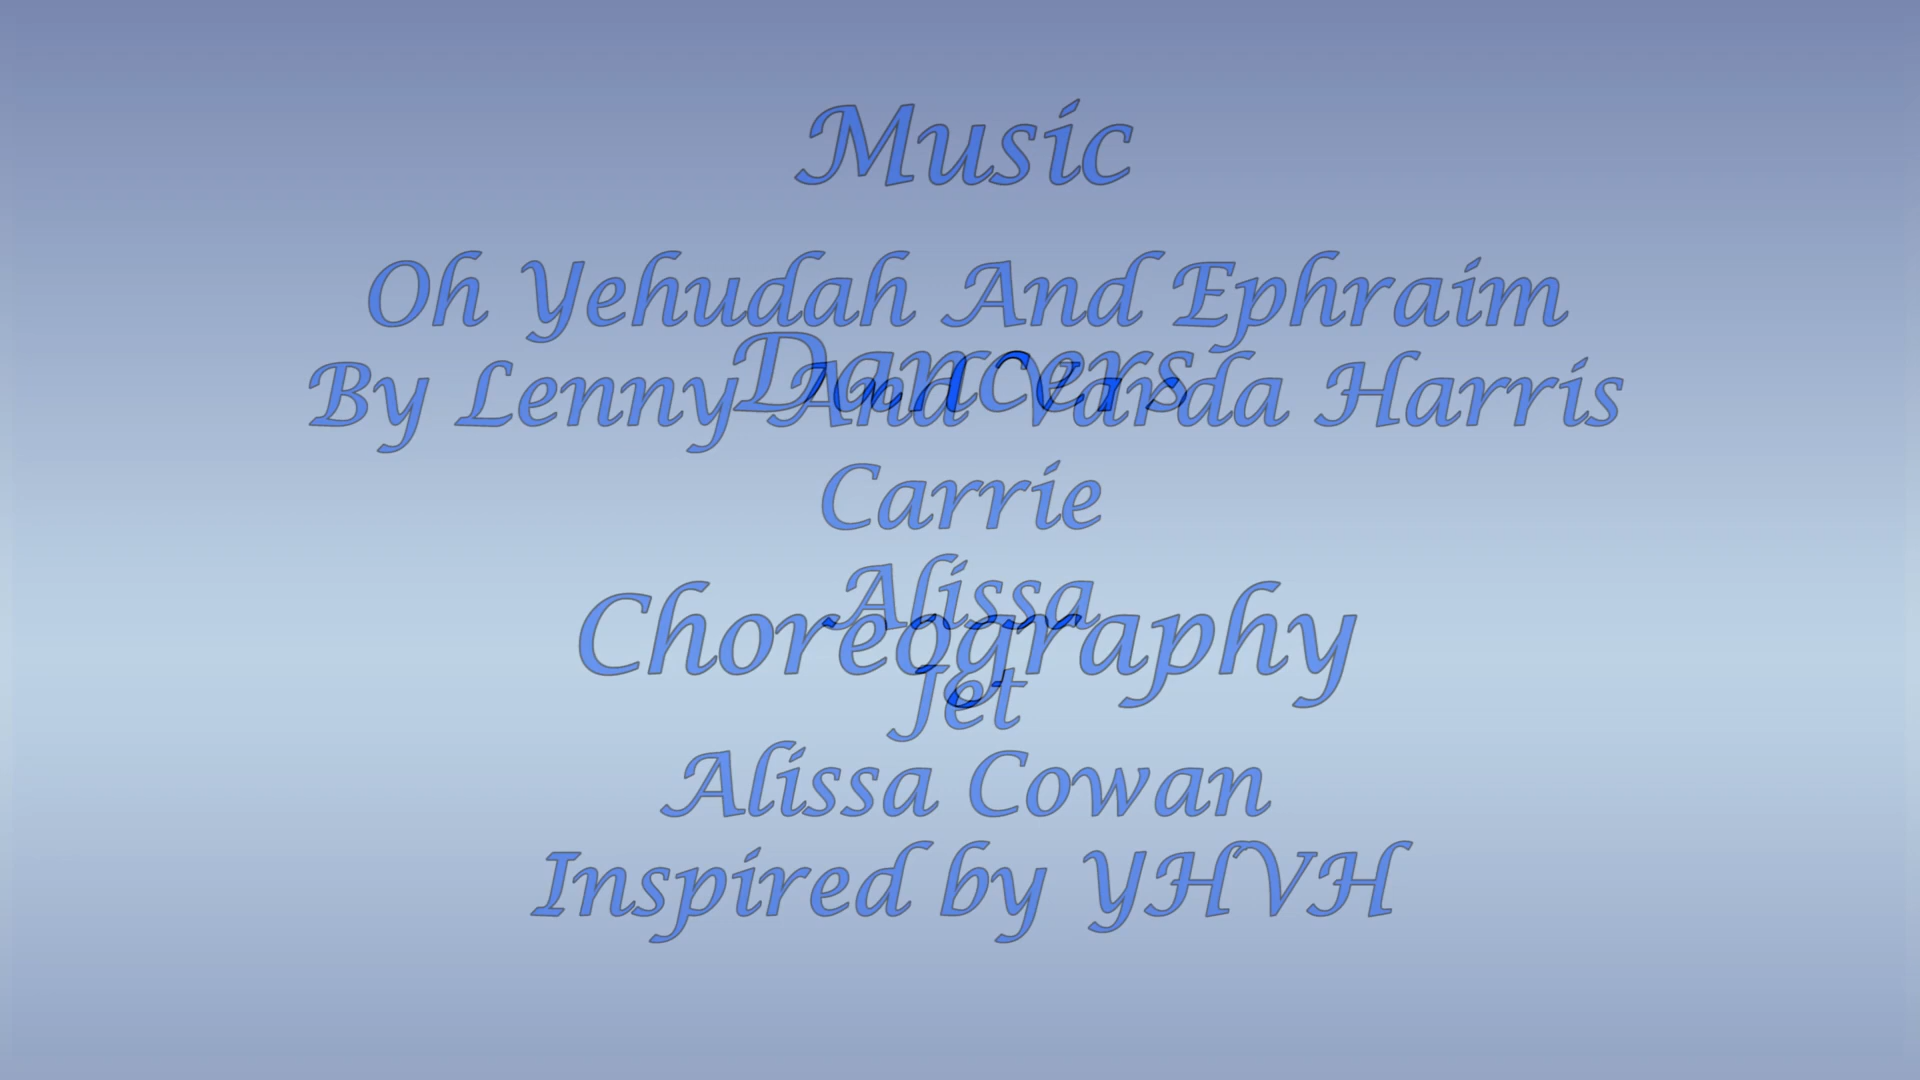 Music
Oh Yehudah And Ephraim
Dancers
By Lenny And Varda Harris
Carrie
Alissa
Choreography
Jet
Alissa Cowan
Inspired by YHVH